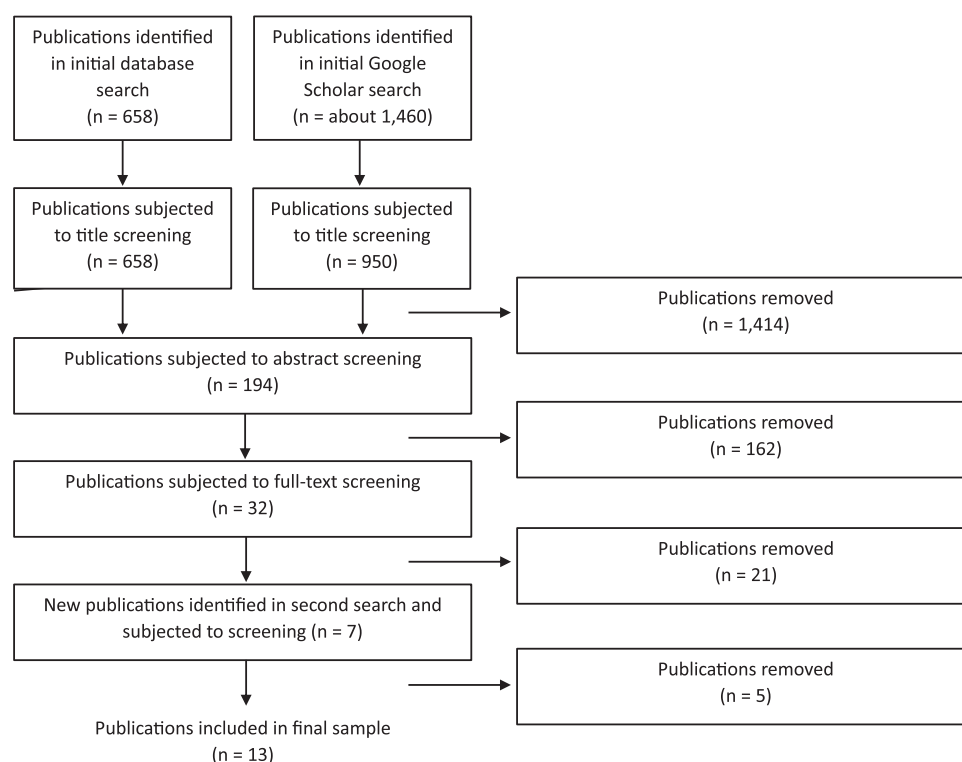 Publications identified
in initial database
search
(n = 658)
Publications identified
in initial Google
Scholar search
(n = about 1,460)
Publications subjected
to title screening
(n = 658)
Publications subjected
to title screening
(n = 950)
Publications removed
(n = 1,414)
Publications subjected to abstract screening
(n = 194)
Publications removed
(n = 162)
Publications subjected to full-text screening
(n = 32)
Publications removed
(n = 21)
New publications identified in second search and
subjected to screening (n = 7)
Publications removed
(n = 5)
Publications included in final sample
(n = 13)